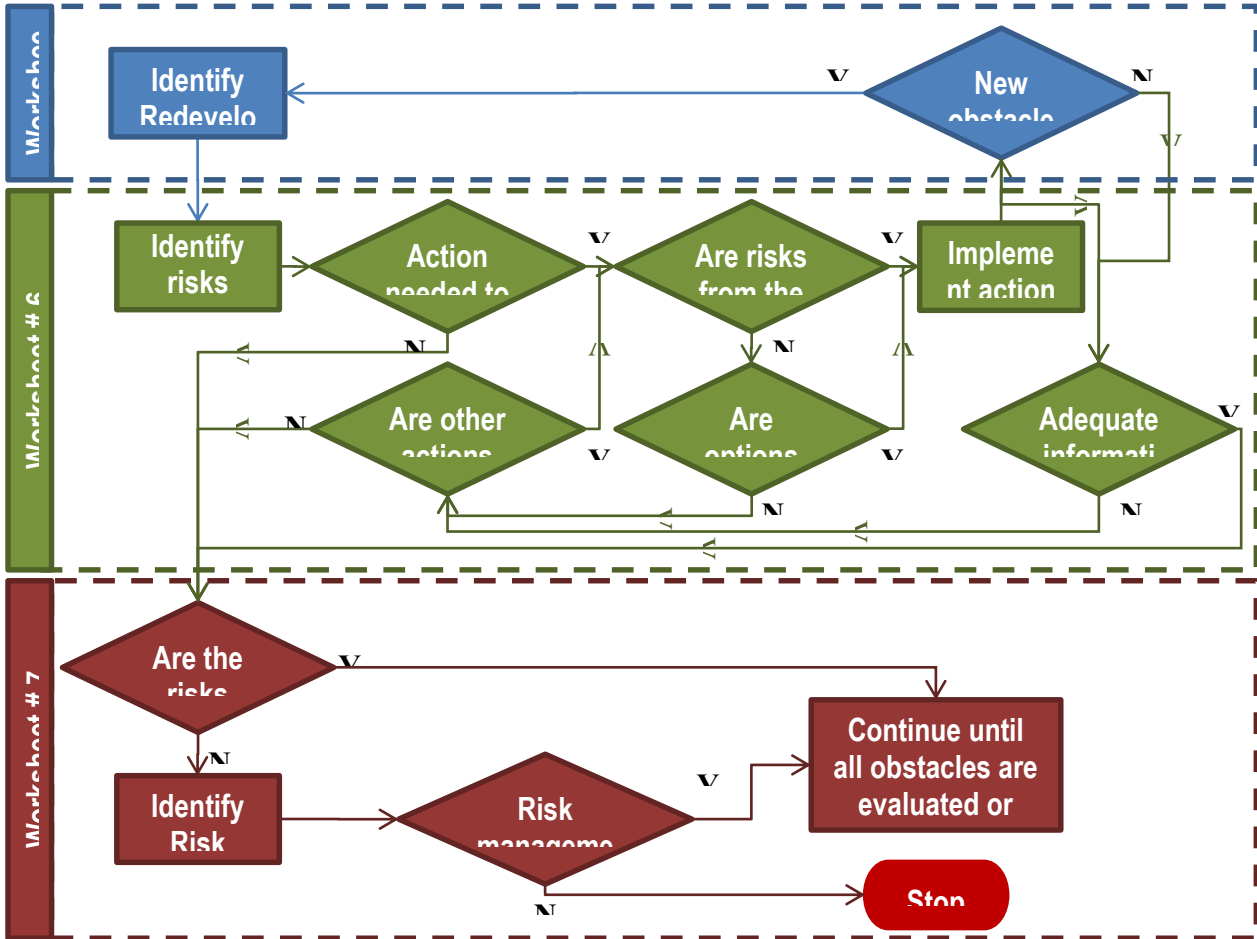 Identify
Redevelo
New
obstacle
Identify
risks
Action
needed to
Are risks
from the
Impleme
nt action
N
N
Are other
actions
N
Are
options
Adequate
informati
N
N
Worksheet # 6
Are the
risks
N
Continue until
all obstacles are
evaluated or
Identify
Risk
Risk
manageme
N
Stop
Worksheet # 7